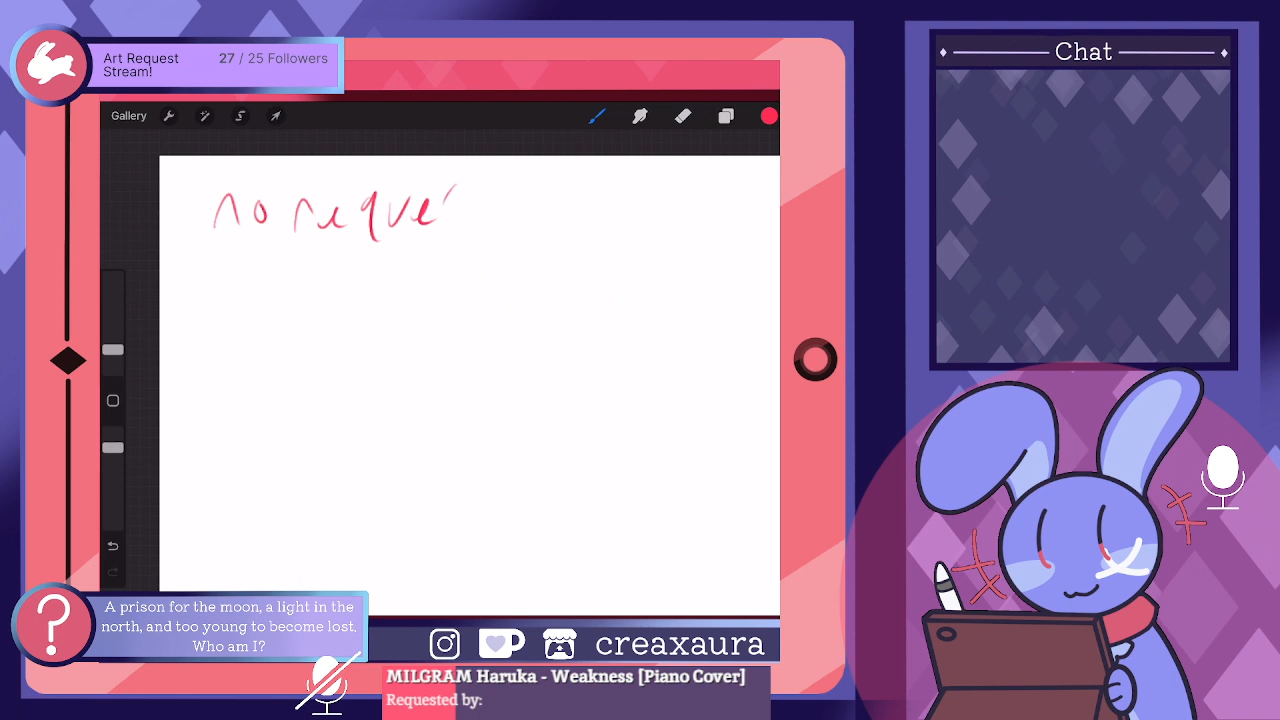 Art Request
Stream!
27 / 25 Followers
Chat
Gallery
no reques
A prison for the moon, a light in the
north, and too young to become lost.
Who am I?
creaxaura
MILGRAM Haruka - Weakness [Piano Cover]
Requested by: